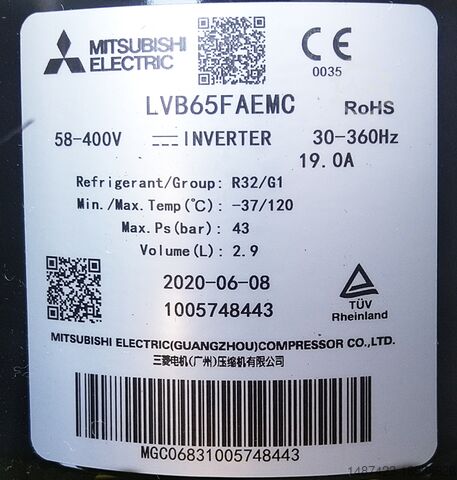 MITSUBISHI
ELECTRIC
CE
0035
LVB65FAEMC RoHS
58-400V INVERTER 30-360Hz
19.0A
Refrigerant/Group: R32/G1
Min./Max.Temp(℃): -37/120
Max.Ps(bar): 43
Volume(L): 2.9
2020-06-08
1005748443
TÜV
Rheinland
MITSUBISHI ELECTRIC(GUANGZHOU)COMPRESSOR CO.,LTD.
三菱电机(广州)压缩机有限公司
MGC06831005748443